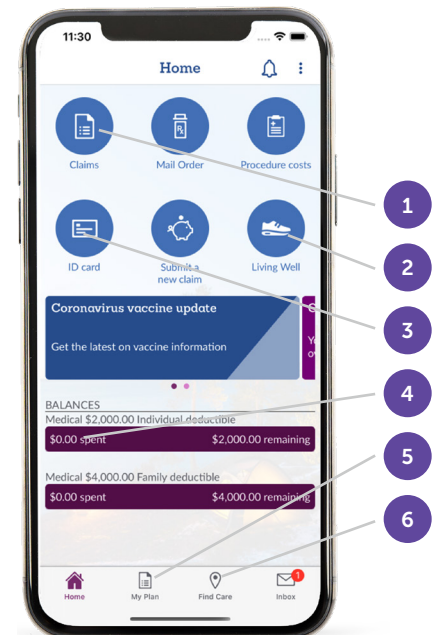 11:30
Home
Claims
Mail Order
Procedure costs
1
2
ID card
Submit a
new claim
Living Well
3
Coronavirus vaccine update
Get the latest on vaccine information
BALANCES
Medical $2,000.00 Individual deductible
4
$0.00 spent
$2,000.00 remaining
Medical $4,000.00 Family deductible
5
$0.00 spent
$4,000.00 remaining
6
1
Home
My Plan
Find Care
Inbox